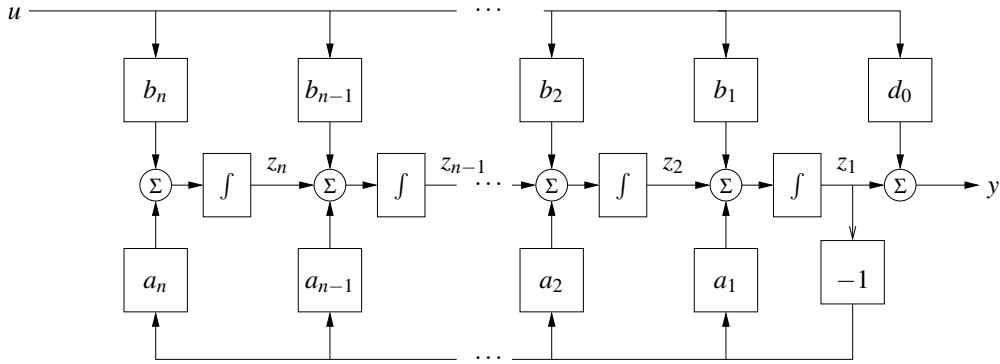 u ⋯
b_n b_{n−1} b_2 b_1 d_0
z_n z_{n−1} z_2 z_1
Σ ∫ Σ ∫ ⋯ Σ ∫ Σ ∫ Σ y
a_n a_{n−1} a_2 a_1 −1
⋯